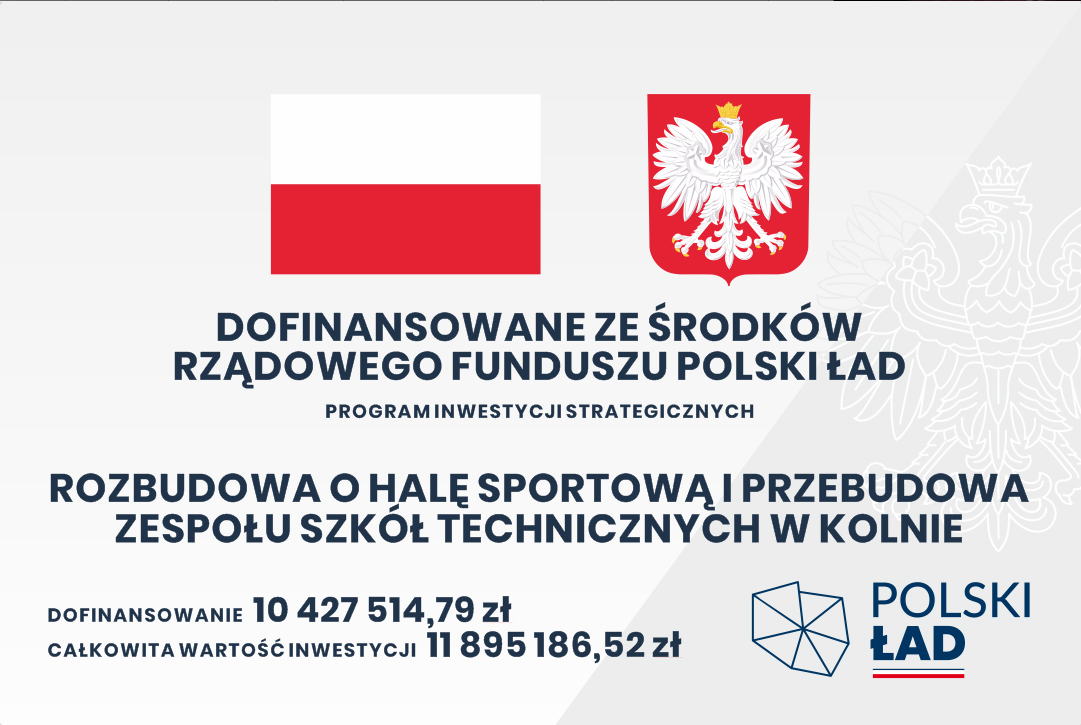 DOFINANSOWANE ZE ŚRODKÓW
RZĄDOWEGO FUNDUSZU POLSKI ŁAD
PROGRAM INWESTYCJI STRATEGICZNYCH
ROZBUDOWA O HALĘ SPORTOWĄ I PRZEBUDOWA
ZESPOŁU SZKÓŁ TECHNICZNYCH W KOLNIE
DOFINANSOWANIE 10 427 514,79 zł
CAŁKOWITA WARTOŚĆ INWESTYCJI 11 895 186,52 zł
POLSKI
ŁAD